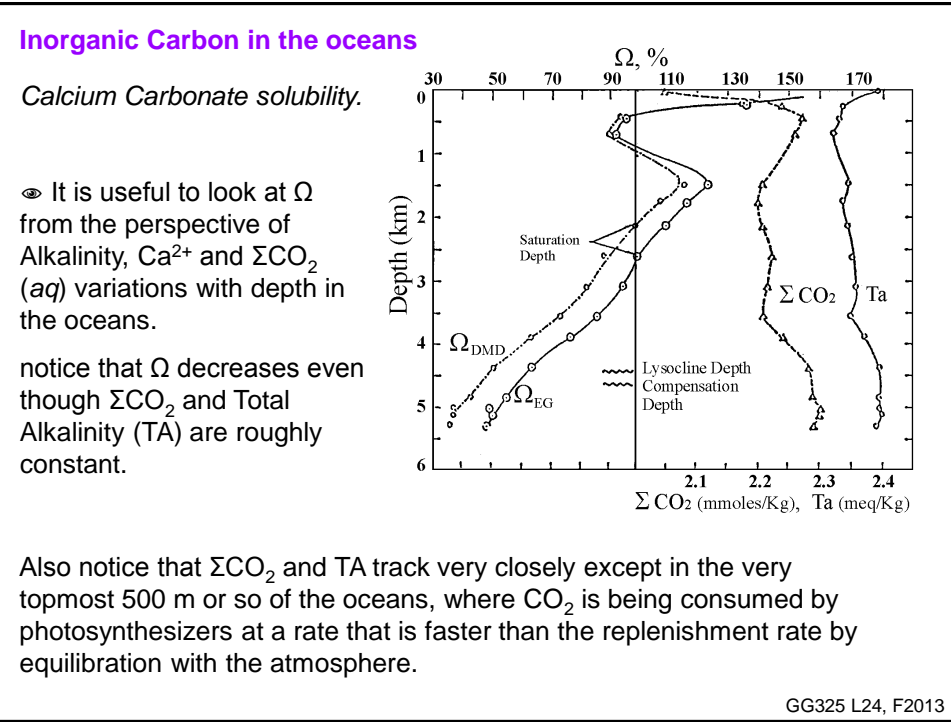 Inorganic Carbon in the oceans
Calcium Carbonate solubility.
👁 It is useful to look at Ω
from the perspective of
Alkalinity, Ca²⁺ and ΣCO₂
(aq) variations with depth in
the oceans.
notice that Ω decreases even
though ΣCO₂ and Total
Alkalinity (TA) are roughly
constant.
Ω, %
30 50 70 90 110 130 150 170
0
1
2
3
4
5
6
Depth (km)
Saturation
Depth
Σ CO₂
Ta
Ω DMD
Ω EG
Lysocline Depth
Compensation
Depth
2.1 2.2 2.3 2.4
Σ CO₂ (mmoles/Kg), Ta (meq/Kg)
Also notice that ΣCO₂ and TA track very closely except in the very
topmost 500 m or so of the oceans, where CO₂ is being consumed by
photosynthesizers at a rate that is faster than the replenishment rate by
equilibration with the atmosphere.
GG325 L24, F2013